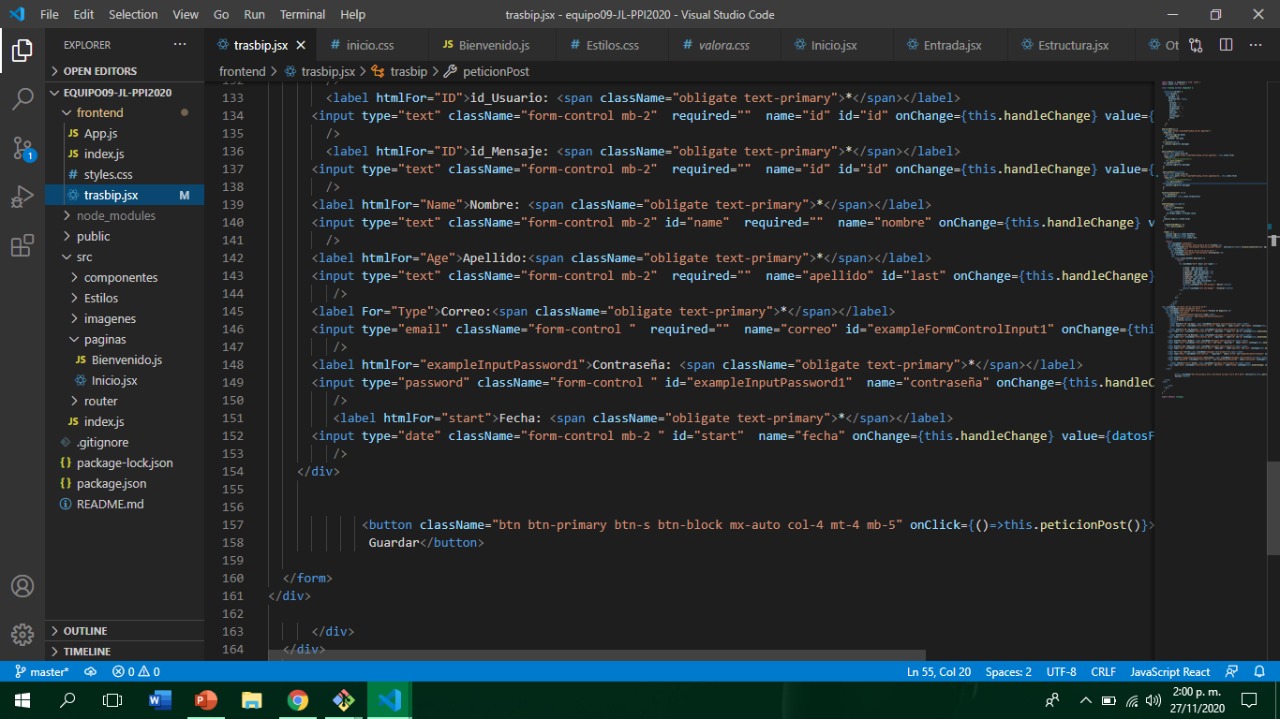 File Edit Selection View Go Run Terminal Help
trasbip.jsx - equipo09-JL-PPI2020 - Visual Studio Code
EXPLORER
trasbip.jsx
inicio.css
Bienvenido.js
Estilos.css
valora.css
Inicio.jsx
Entrada.jsx
Estructura.jsx
Ot
frontend > trasbip.jsx > trasbip > peticionPost
OPEN EDITORS
EQUIPO09-JL-PPI2020
frontend
JS App.js
JS index.js
# styles.css
trasbip.jsx M
node_modules
public
src
componentes
Estilos
imagenes
paginas
JS Bienvenido.js
Inicio.jsx
router
JS index.js
.gitignore
{} package-lock.json
{} package.json
README.md
OUTLINE
TIMELINE
133 <label htmlFor="ID">Id_Usuario: <span className="obligate text-primary">*</span></label>
134 <input type="text" className="form-control mb-2" required="" name="id" id="id" onChange={this.handleChange} value={
135 />
136 <label htmlFor="ID">Id_Mensaje: <span className="obligate text-primary">*</span></label>
137 <input type="text" className="form-control mb-2" required="" name="id" id="id" onChange={this.handleChange} value={
138 />
139 <label htmlFor="Name">Nombre: <span className="obligate text-primary">*</span></label>
140 <input type="text" className="form-control mb-2" id="name" required="" name="nombre" onChange={this.handleChange} v
141 />
142 <label htmlFor="Age">Apellido:<span className="obligate text-primary">*</span></label>
143 <input type="text" className="form-control mb-2" required="" name="apellido" id="last" onChange={this.handleChange}
144 />
145 <label For="Type">Correo:<span className="obligate text-primary">*</span></label>
146 <input type="email" className="form-control " required="" name="correo" id="exampleFormControlInput1" onChange={thi
147 />
148 <label htmlFor="exampleInputPassword1">Contraseña: <span className="obligate text-primary">*</span></label>
149 <input type="password" className="form-control " id="exampleInputPassword1" name="contraseña" onChange={this.handleC
150 />
151 <label htmlFor="start">Fecha: <span className="obligate text-primary">*</span></label>
152 <input type="date" className="form-control mb-2 " id="start" name="fecha" onChange={this.handleChange} value={datosF
153 />
154 </div>
155
156
157 <button className="btn btn-primary btn-s btn-block mx-auto col-4 mt-4 mb-5" onClick={()=>this.peticionPost()}>
158 Guardar</button>
159
160 </form>
161 </div>
162
163 </div>
164 </div>
1
master* 0 0
Ln 55, Col 20 Spaces: 2 UTF-8 CRLF JavaScript React
2:00 p. m.
27/11/2020